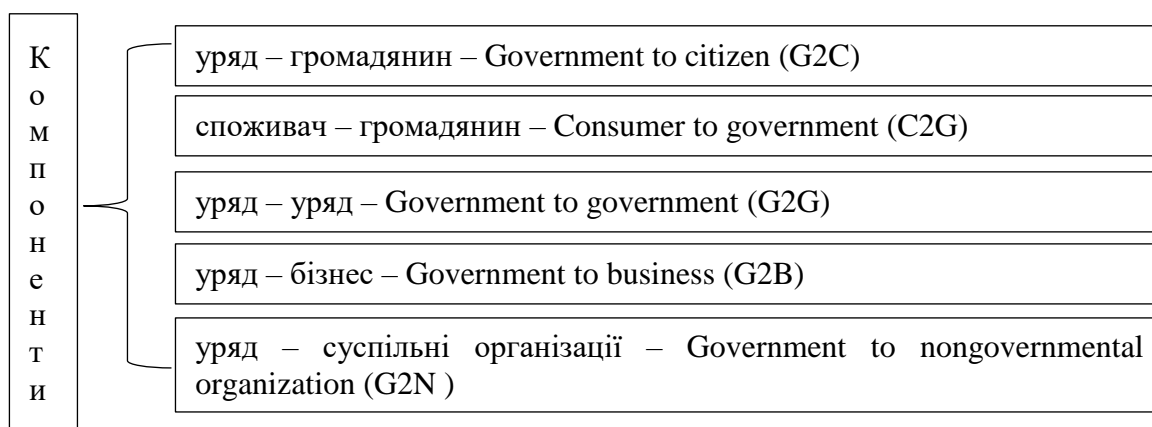 Компоненти
уряд – громадянин – Government to citizen (G2C)
споживач – громадянин – Consumer to government (C2G)
уряд – уряд – Government to government (G2G)
уряд – бізнес – Government to business (G2B)
уряд – суспільні організації – Government to nongovernmental
organization (G2N )